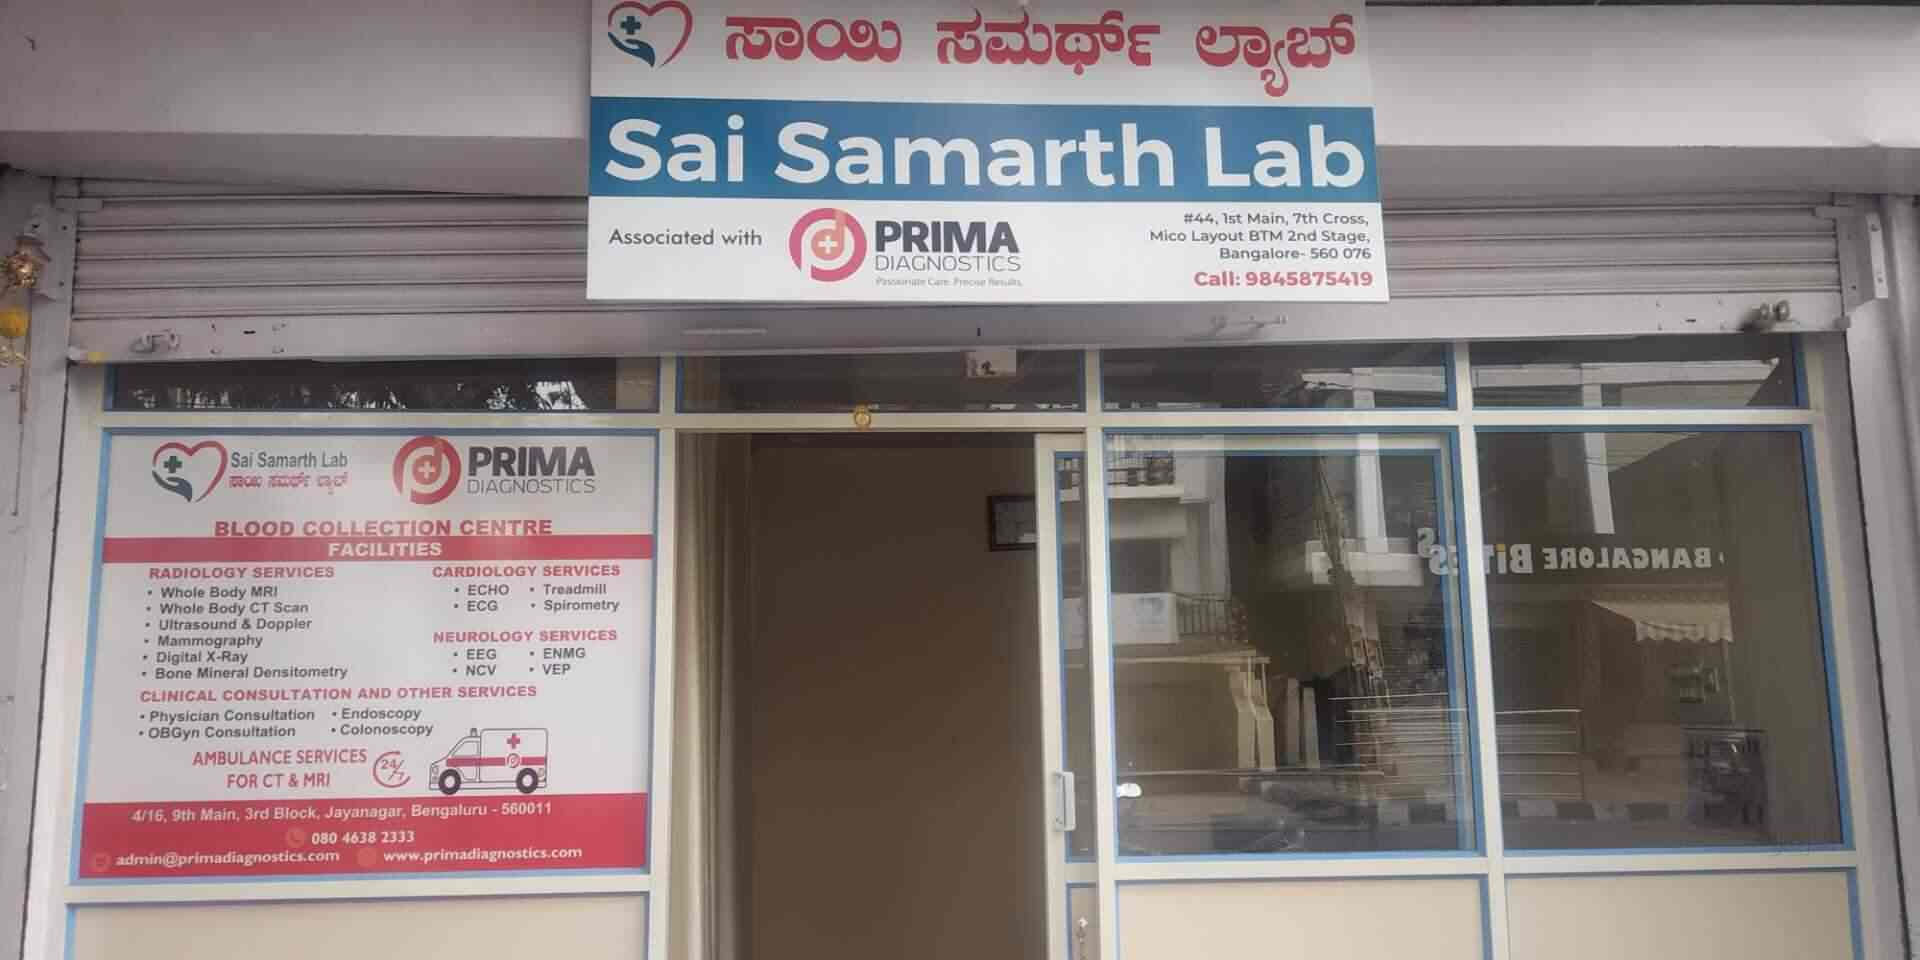 ಸಾಯಿ ಸಮರ್ಥ್ ಲ್ಯಾಬ್
Sai Samarth Lab
Associated with
PRIMA
DIAGNOSTICS
Passionate Care. Precise Results.
#44, 1st Main, 7th Cross,
Mico Layout BTM 2nd Stage,
Bangalore- 560 076
Call: 9845875419
Sai Samarth Lab
ಸಾಯಿ ಸಮರ್ಥ್ ಲ್ಯಾಬ್
PRIMA
DIAGNOSTICS
BLOOD COLLECTION CENTRE
FACILITIES
RADIOLOGY SERVICES
• Whole Body MRI
• Whole Body CT Scan
• Ultrasound & Doppler
• Mammography
• Digital X-Ray
• Bone Mineral Densitometry
CARDIOLOGY SERVICES
• ECHO • Treadmill
• ECG • Spirometry
NEUROLOGY SERVICES
• EEG • ENMG
• NCV • VEP
CLINICAL CONSULTATION AND OTHER SERVICES
• Physician Consultation • Endoscopy
• OBGyn Consultation • Colonoscopy
AMBULANCE SERVICES
FOR CT & MRI
24/7
4/16, 9th Main, 3rd Block, Jayanagar, Bengaluru - 560011
080 4638 2333
admin@primadiagnostics.com www.primadiagnostics.com
BANGALORE BiTES